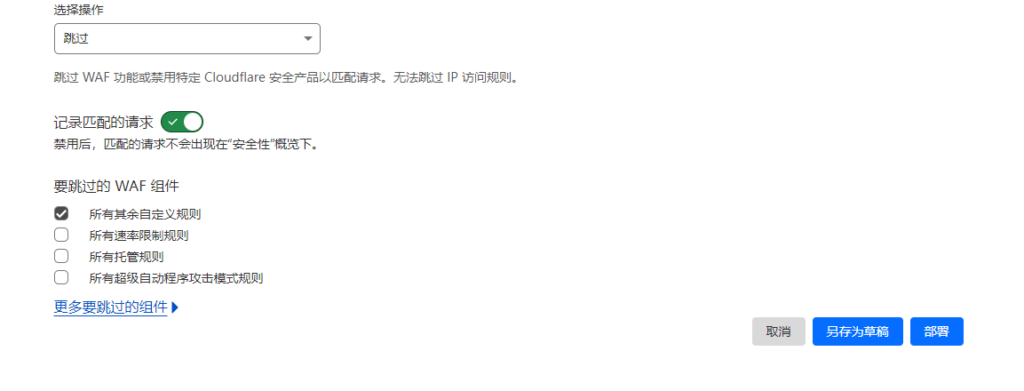 选择操作
跳过
跳过 WAF 功能或禁用特定 Cloudflare 安全产品以匹配请求。无法跳过 IP 访问规则。
记录匹配的请求
禁用后，匹配的请求不会出现在“安全性”概览下。
要跳过的 WAF 组件
所有其余自定义规则
所有速率限制规则
所有托管规则
所有超级自动程序攻击模式规则
更多要跳过的组件
取消 另存为草稿 部署